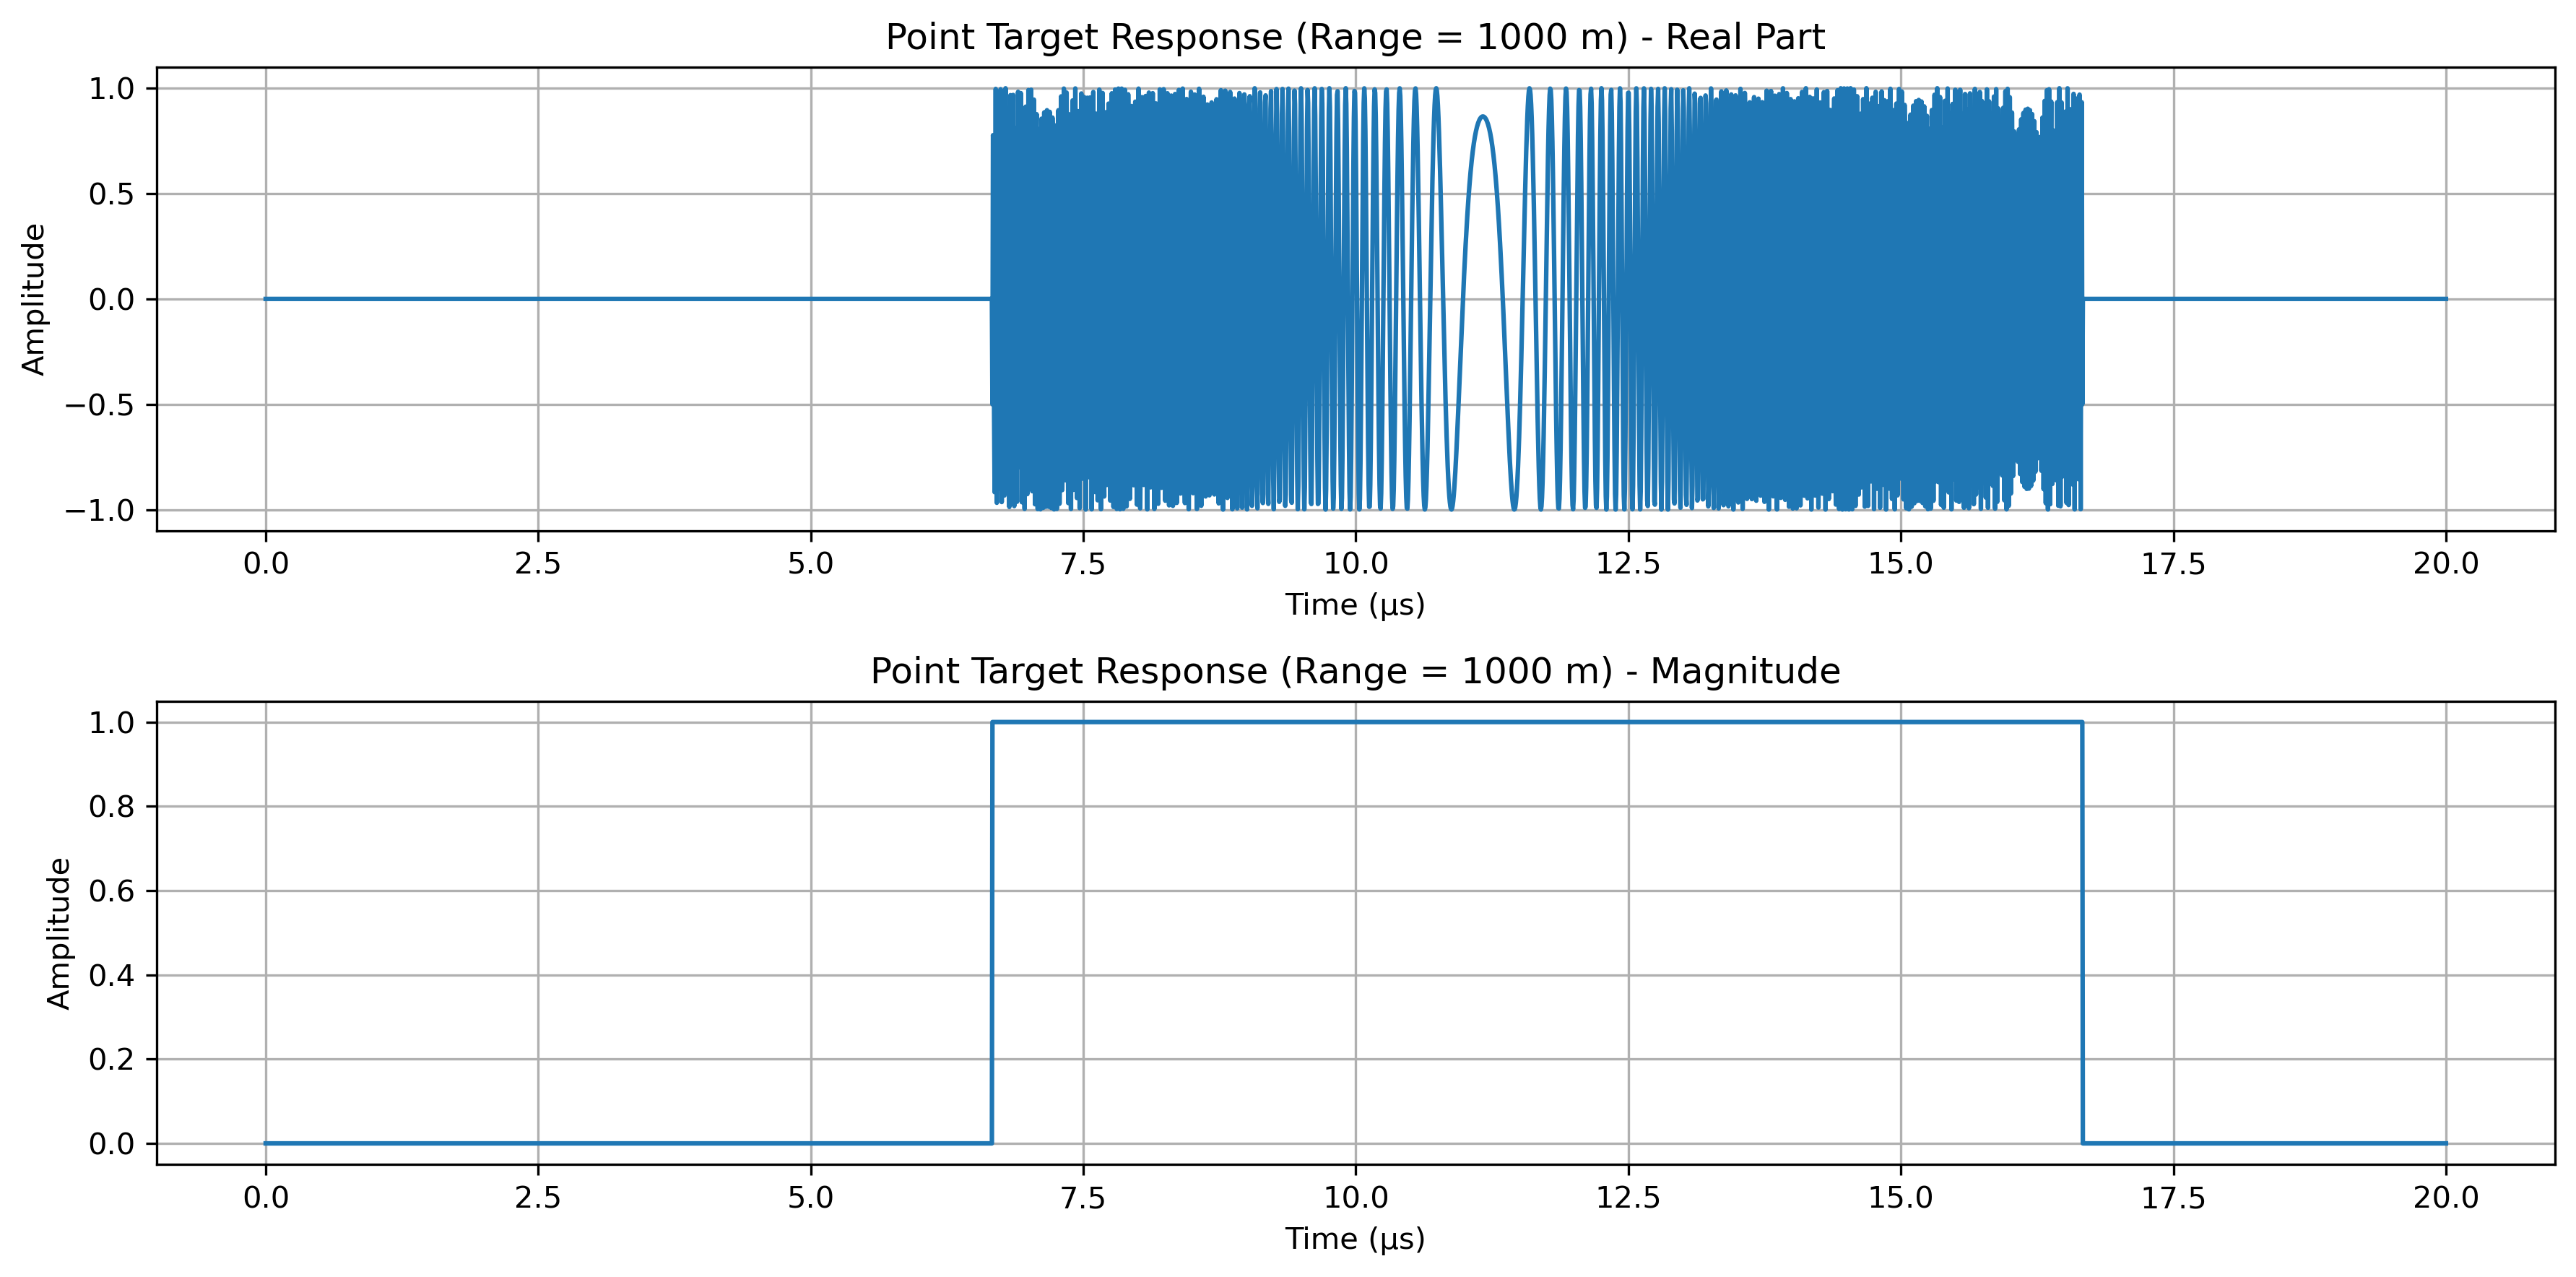 Point Target Response (Range = 1000 m) - Real Part
Amplitude
1.0
0.5
0.0
−0.5
−1.0
0.0 2.5 5.0 7.5 10.0 12.5 15.0 17.5 20.0
Time (μs)
Point Target Response (Range = 1000 m) - Magnitude
Amplitude
1.0
0.8
0.6
0.4
0.2
0.0
0.0 2.5 5.0 7.5 10.0 12.5 15.0 17.5 20.0
Time (μs)